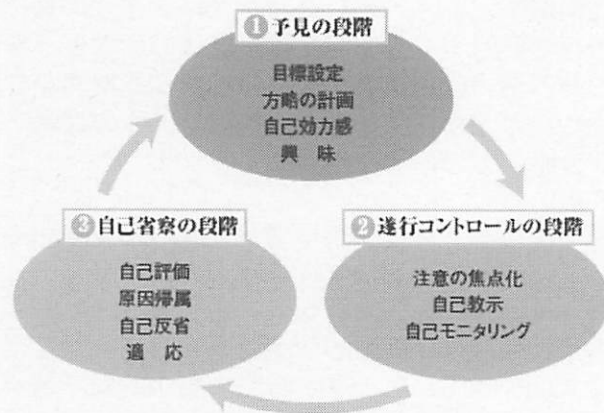 ❶予見の段階
目標設定
方略の計画
自己効力感
興　味
❷遂行コントロールの段階
注意の焦点化
自己教示
自己モニタリング
❸自己省察の段階
自己評価
原因帰属
自己反省
適　応